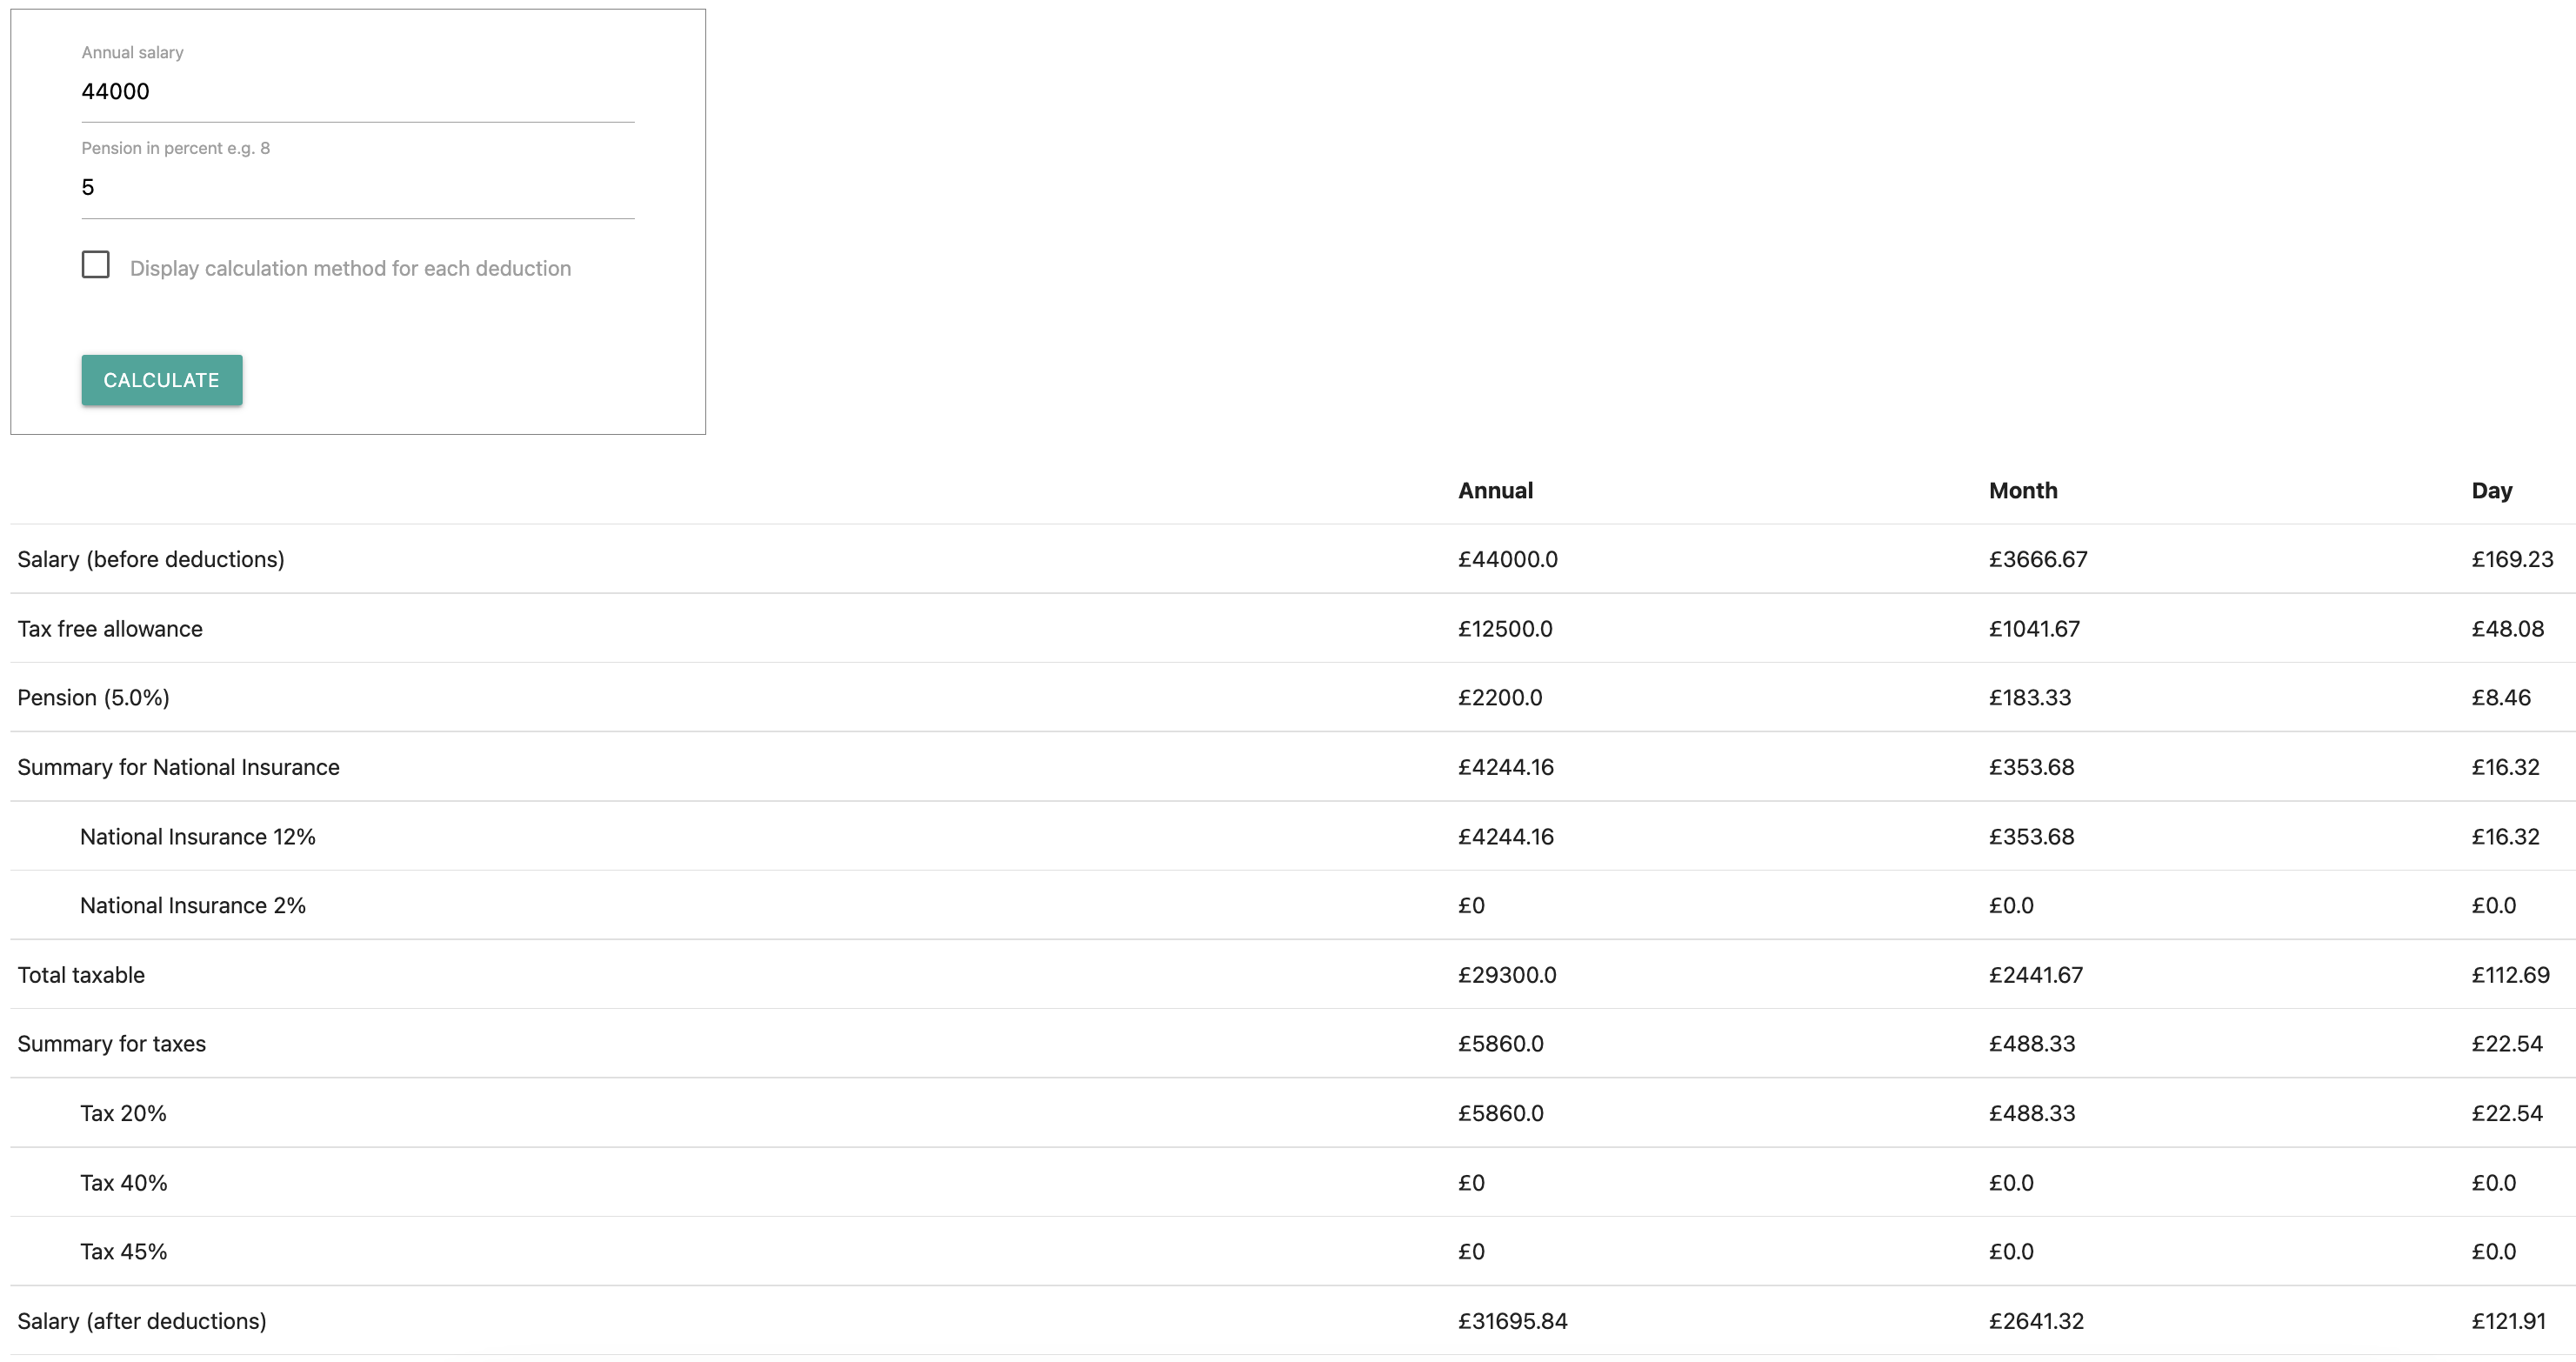 Annual salary
44000
Pension in percent e.g. 8
5
Display calculation method for each deduction
CALCULATE
Annual Month Day
Salary (before deductions) £44000.0 £3666.67 £169.23
Tax free allowance £12500.0 £1041.67 £48.08
Pension (5.0%) £2200.0 £183.33 £8.46
Summary for National Insurance £4244.16 £353.68 £16.32
National Insurance 12% £4244.16 £353.68 £16.32
National Insurance 2% £0 £0.0 £0.0
Total taxable £29300.0 £2441.67 £112.69
Summary for taxes £5860.0 £488.33 £22.54
Tax 20% £5860.0 £488.33 £22.54
Tax 40% £0 £0.0 £0.0
Tax 45% £0 £0.0 £0.0
Salary (after deductions) £31695.84 £2641.32 £121.91